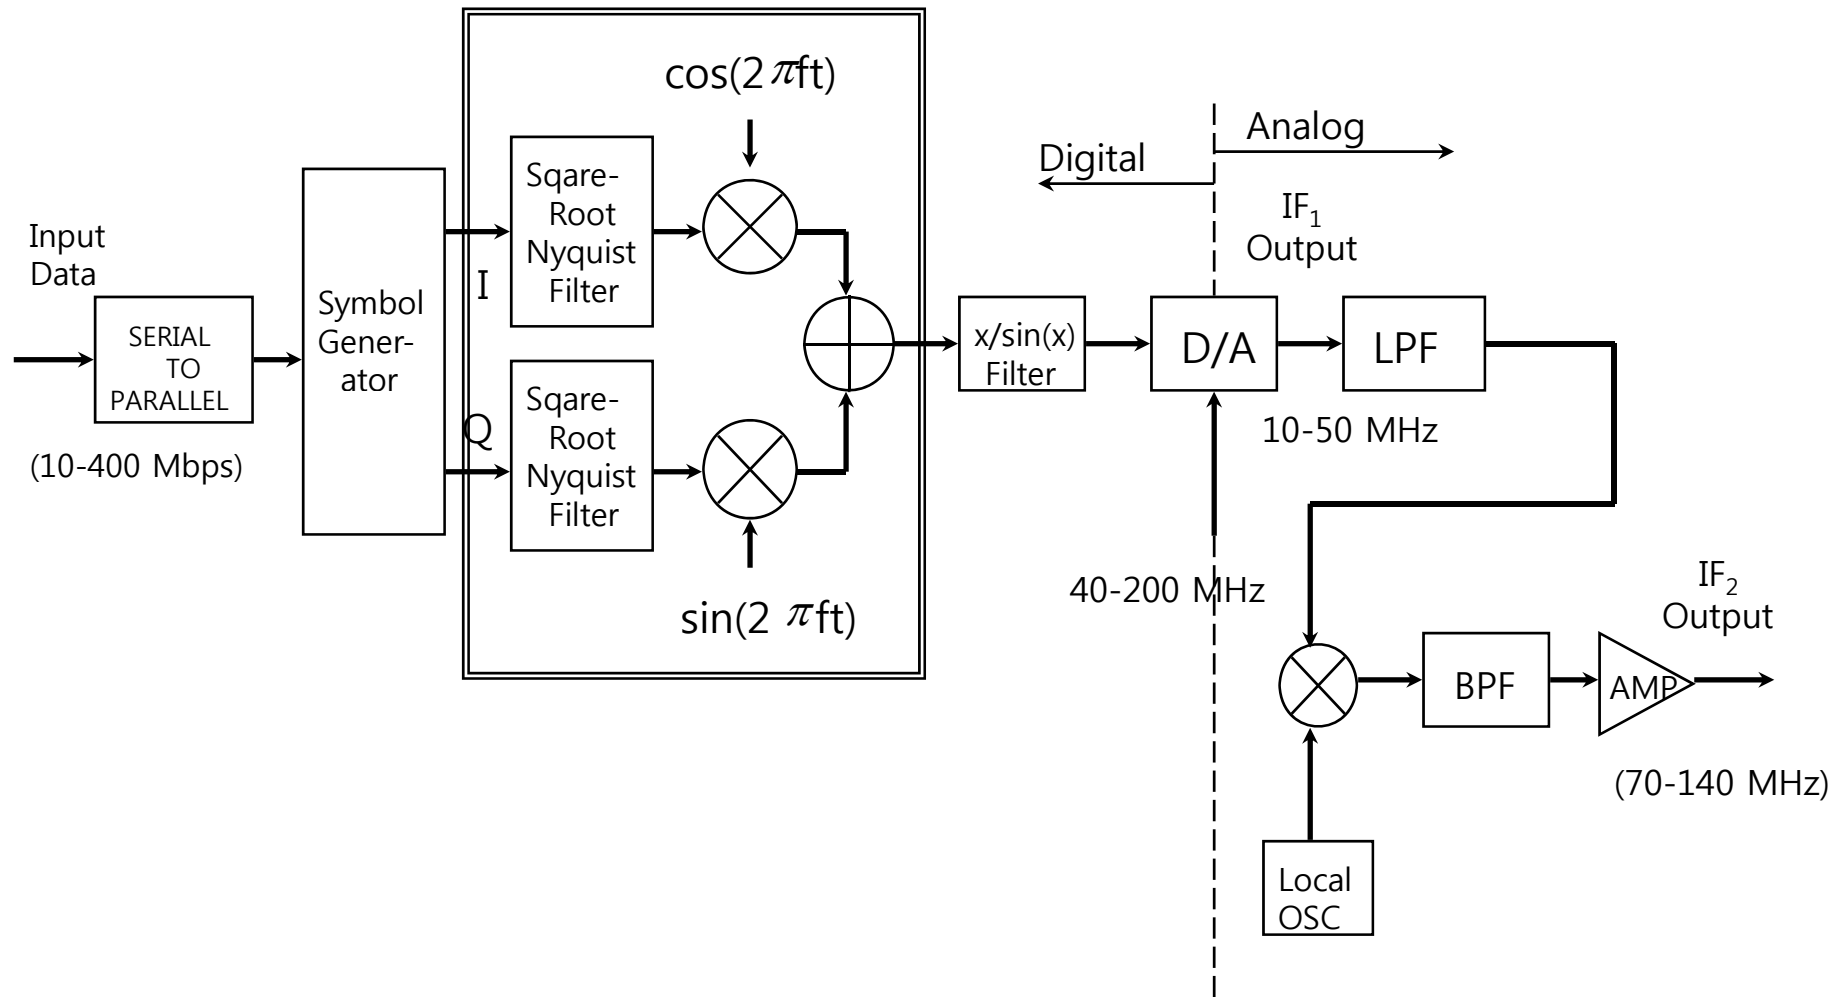 Input
Data
SERIAL
TO
PARALLEL
(10-400 Mbps)
Symbol
Gener-
ator
I
Q
cos(2πft)
Sqare-
Root
Nyquist
Filter
Sqare-
Root
Nyquist
Filter
sin(2 πft)
x/sin(x)
Filter
Digital
Analog
IF₁
Output
D/A
LPF
10-50 MHz
40-200 MHz
BPF
AMP
IF₂
Output
(70-140 MHz)
Local
OSC